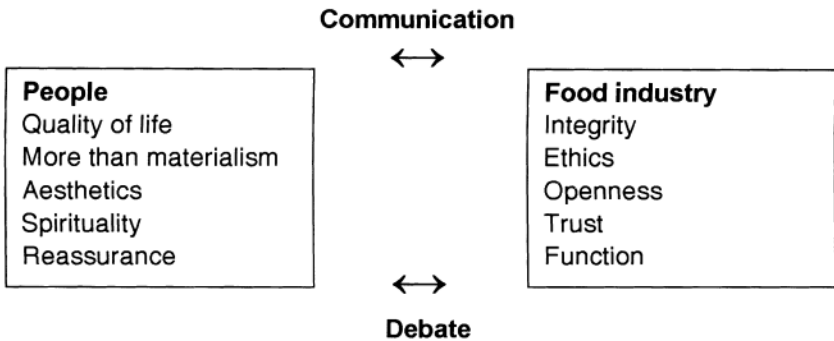 Communication
↔
People
Quality of life
More than materialism
Aesthetics
Spirituality
Reassurance
Food industry
Integrity
Ethics
Openness
Trust
Function
↔
Debate